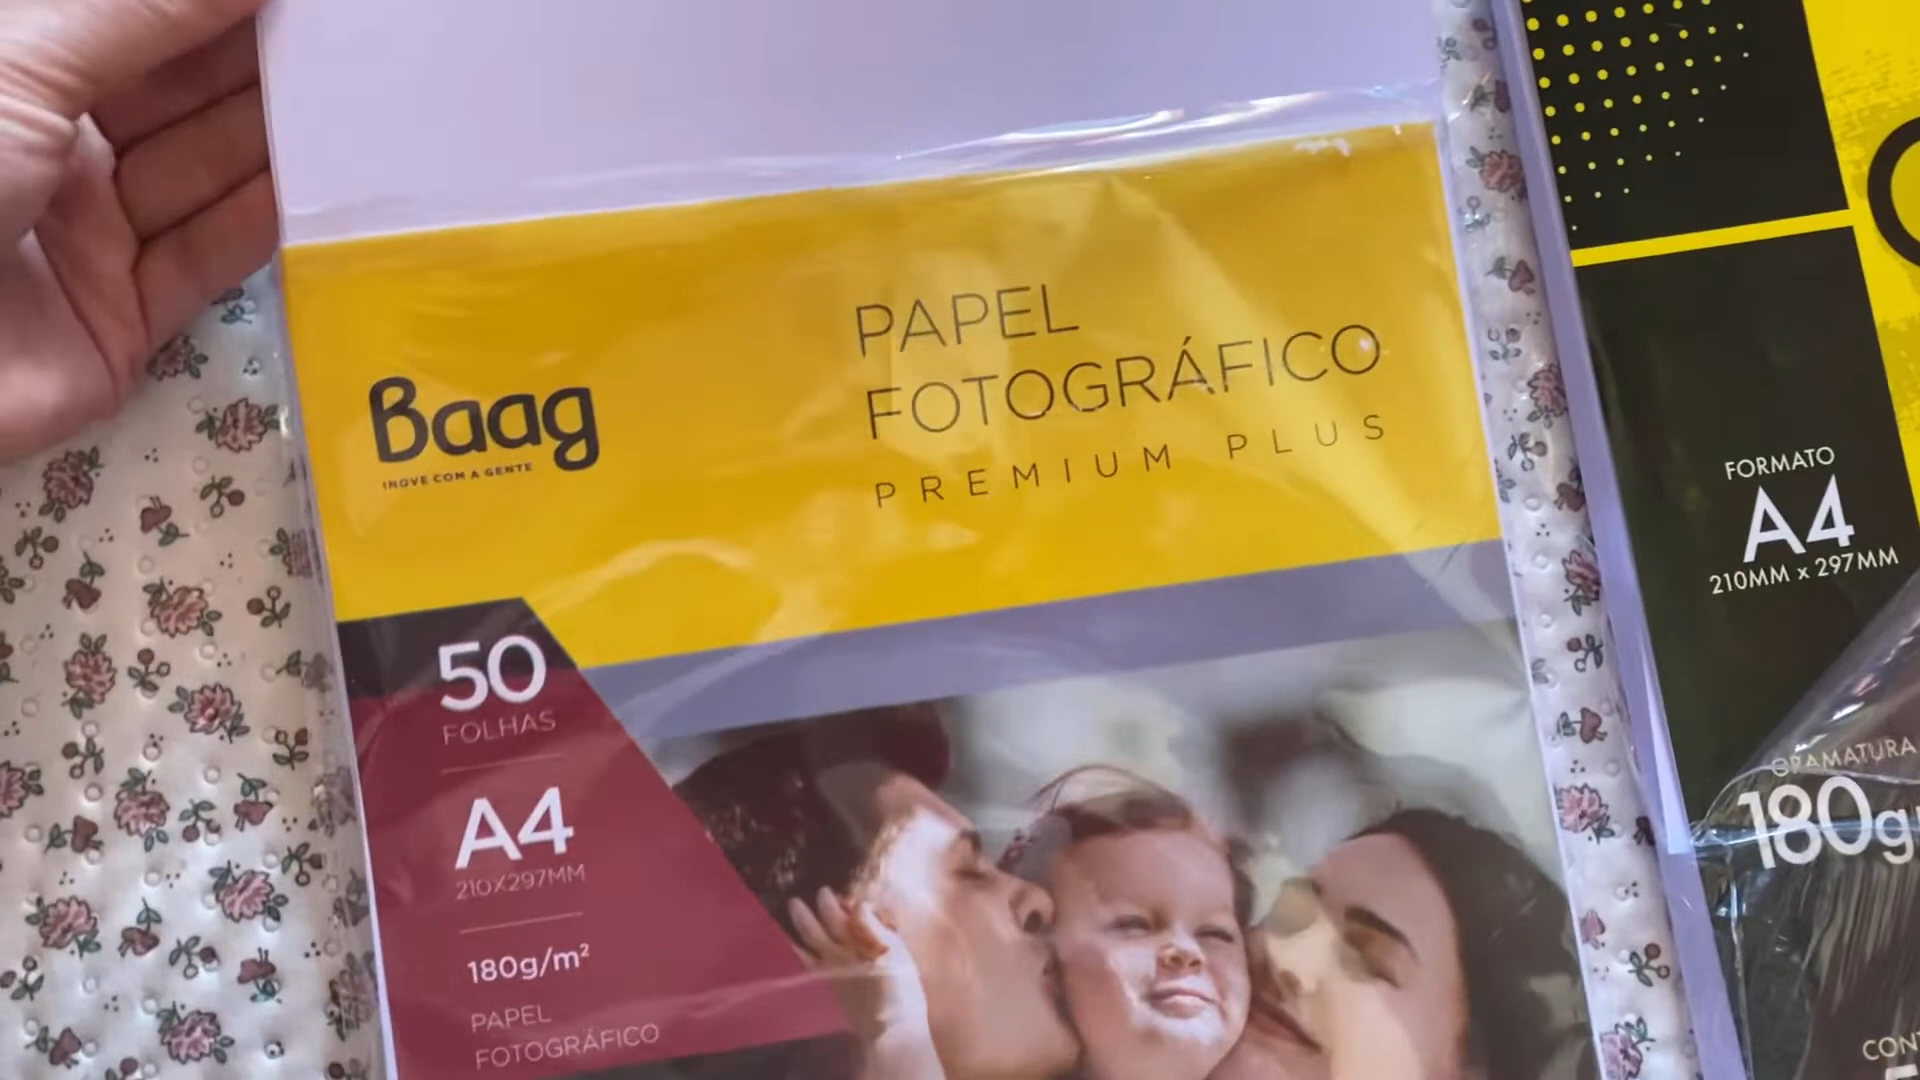 Baag
INOVE COM A GENTE
PAPEL
FOTOGRÁFICO
PREMIUM PLUS
50
FOLHAS
A4
210X297MM
180g/m²
PAPEL
FOTOGRÁFICO
FORMATO
A4
210MM x 297MM
GRAMATURA
180g